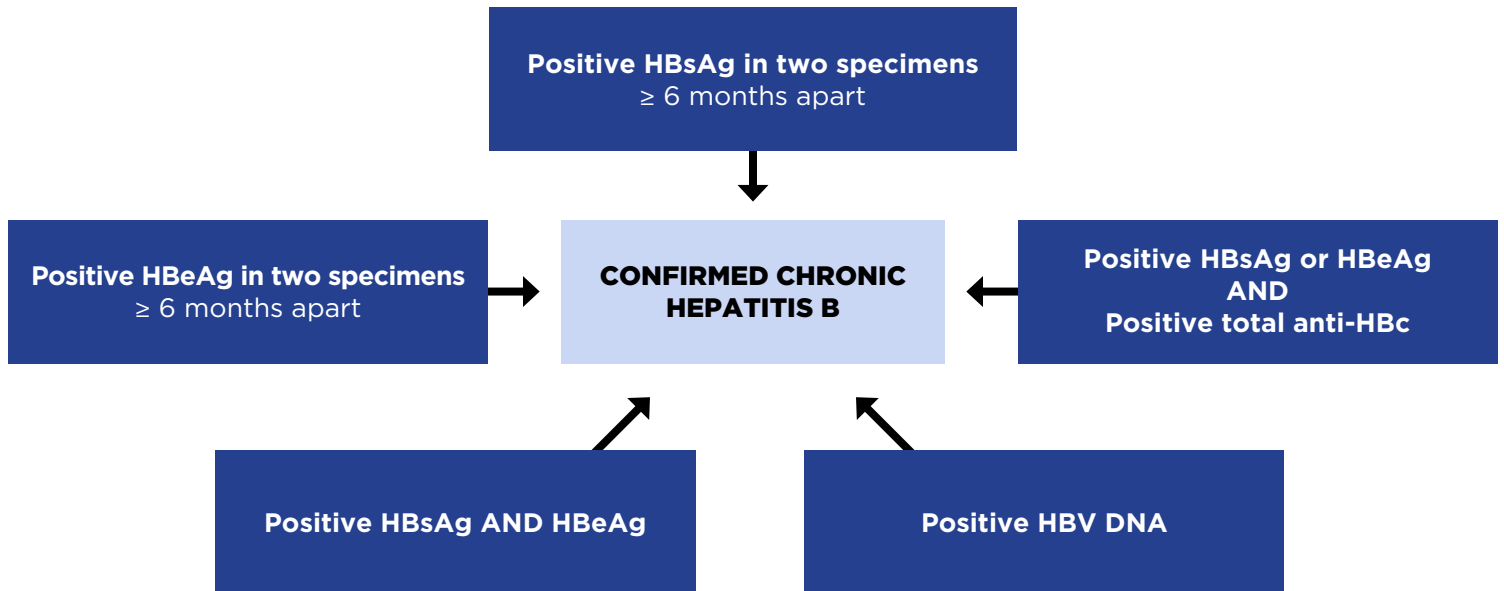 Positive HBsAg in two specimens
≥ 6 months apart
Positive HBeAg in two specimens
≥ 6 months apart
CONFIRMED CHRONIC
HEPATITIS B
Positive HBsAg or HBeAg
AND
Positive total anti-HBc
Positive HBsAg AND HBeAg
Positive HBV DNA